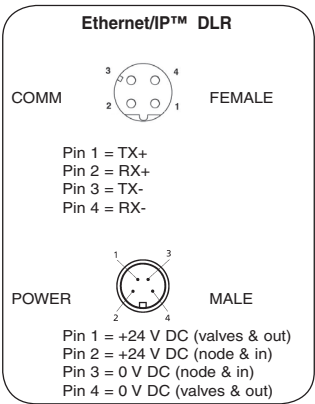 Ethernet/IP™ DLR
3 4
COMM FEMALE
2 1
Pin 1 = TX+
Pin 2 = RX+
Pin 3 = TX-
Pin 4 = RX-
1 3
POWER MALE
2 4
Pin 1 = +24 V DC (valves & out)
Pin 2 = +24 V DC (node & in)
Pin 3 = 0 V DC (node & in)
Pin 4 = 0 V DC (valves & out)